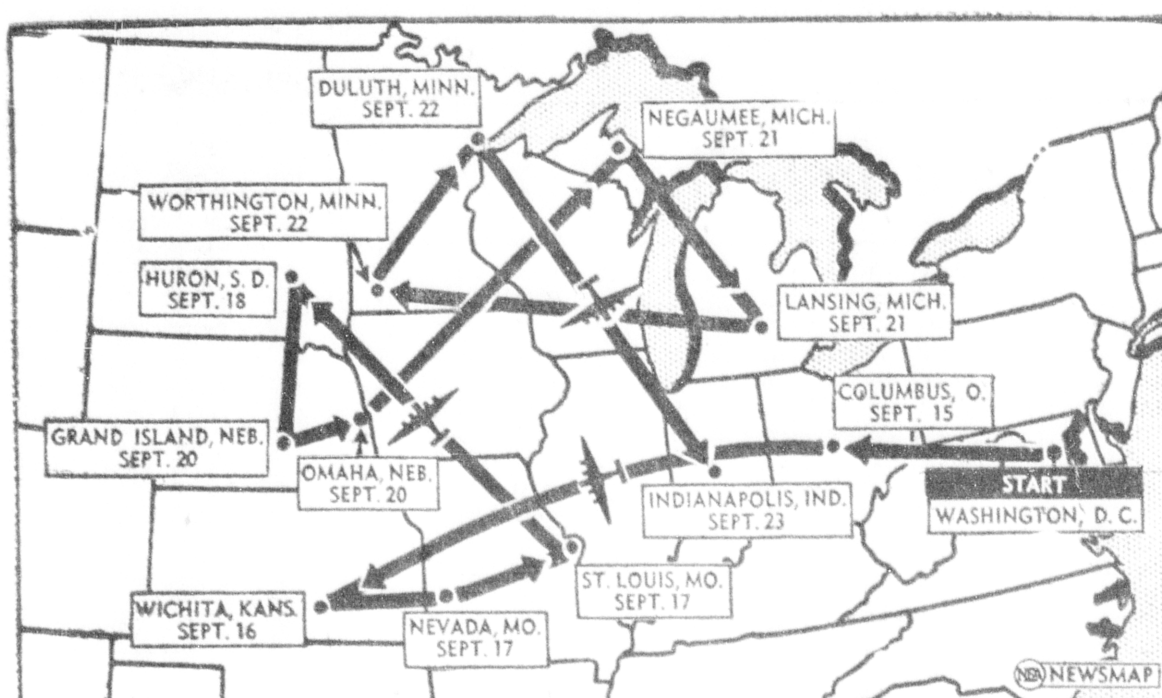 DULUTH, MINN.
SEPT. 22
NEGAUMEE, MICH.
SEPT. 21
WORTHINGTON, MINN.
SEPT. 22
HURON, S. D.
SEPT. 18
LANSING, MICH.
SEPT. 21
COLUMBUS, O.
SEPT. 15
GRAND ISLAND, NEB.
SEPT. 20
OMAHA, NEB.
SEPT. 20
INDIANAPOLIS, IND.
SEPT. 23
START
WASHINGTON, D. C.
ST. LOUIS, MO.
SEPT. 17
WICHITA, KANS.
SEPT. 16
NEVADA, MO.
SEPT. 17
NEA NEWSMAP